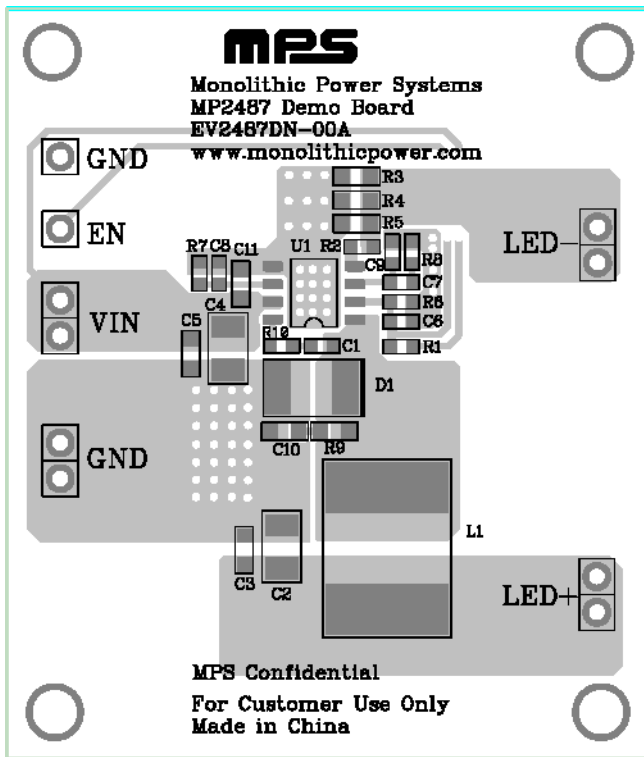 MPS
Monolithic Power Systems
MP2487 Demo Board
EV2487DN-00A
www.monolithicpower.com
GND
R3
R4
EN
R5
LED-
U1
R2
R7
C8
C11
C9
R8
C7
VIN
C4
R6
C5
C6
R10
C1
R1
D1
GND
C10
R9
L1
C3
C2
LED+
MPS Confidential
For Customer Use Only
Made in China